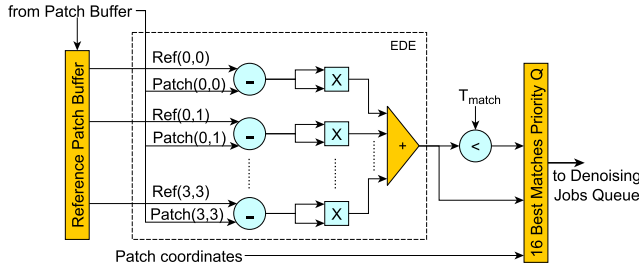 from Patch Buffer
EDE
Reference Patch Buffer
Ref(0,0)
Patch(0,0)
-
X
Ref(0,1)
Patch(0,1)
-
X
Ref(3,3)
Patch(3,3)
-
X
+
Tmatch
<
16 Best Matches Priority Q
to Denoising
Jobs Queue
Patch coordinates